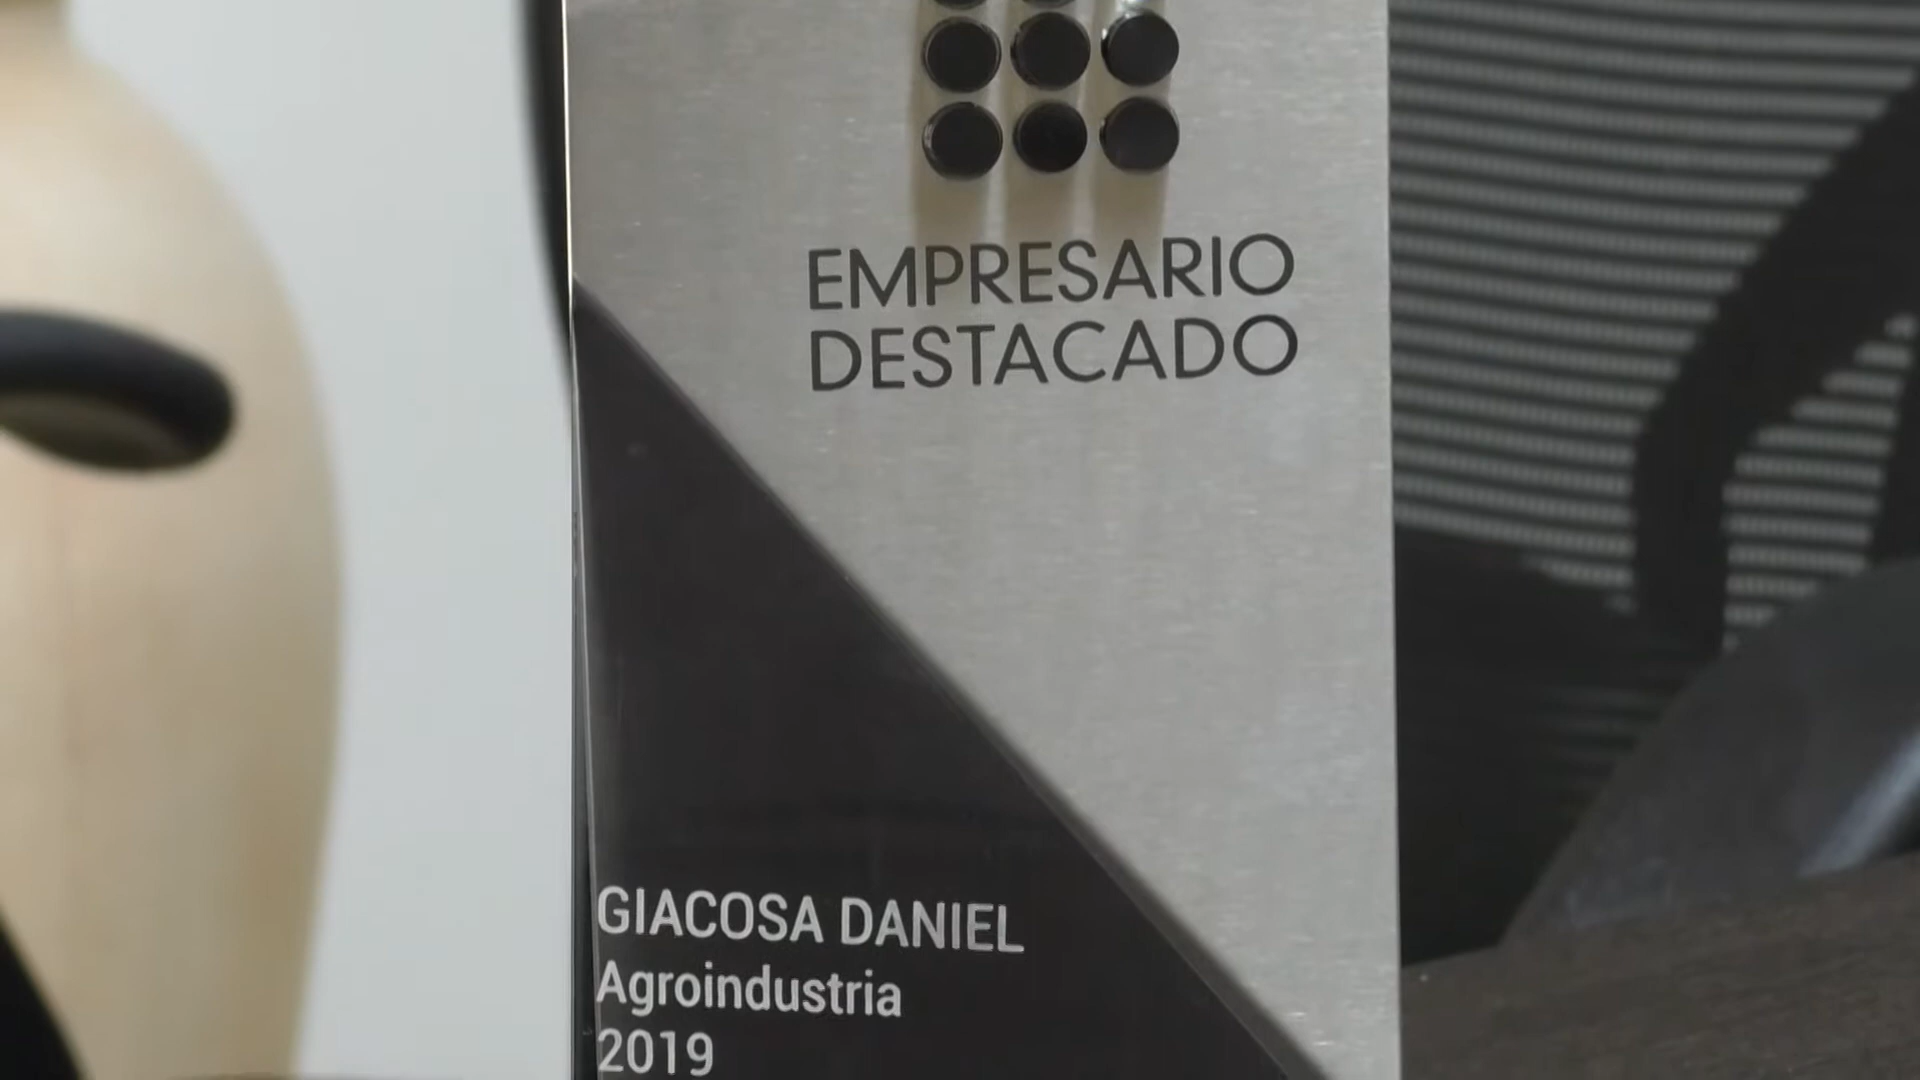 EMPRESARIO
DESTACADO
GIACOSA DANIEL
Agroindustria
2019